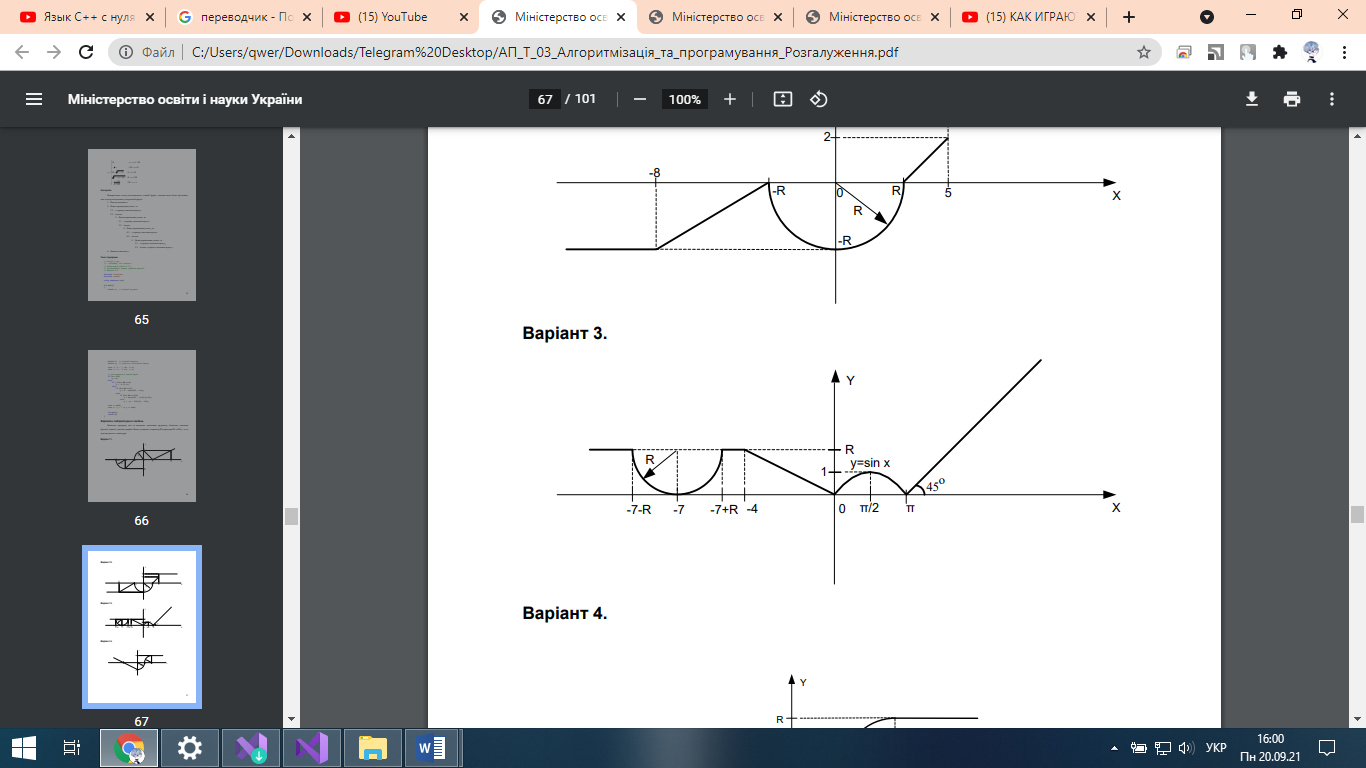 Язык C++ с нуля
переводчик - По
(15) YouTube
Міністерство осві
Міністерство осв
Міністерство осв
(15) КАК ИГРАЮ
Файл
C:/Users/qwer/Downloads/Telegram%20Desktop/АП_Т_03_Алгоритмізація_та_програмування_Розгалуження.pdf
Міністерство освіти і науки України
67 / 101
100%
65
66
67
2
-8
-R
0
R
5
X
R
-R
Варіант 3.
Y
R
R
1
y=sin x
45°
-7-R
-7
-7+R
-4
0
π/2
π
X
Варіант 4.
Y
R
УКР
16:00
Пн 20.09.21